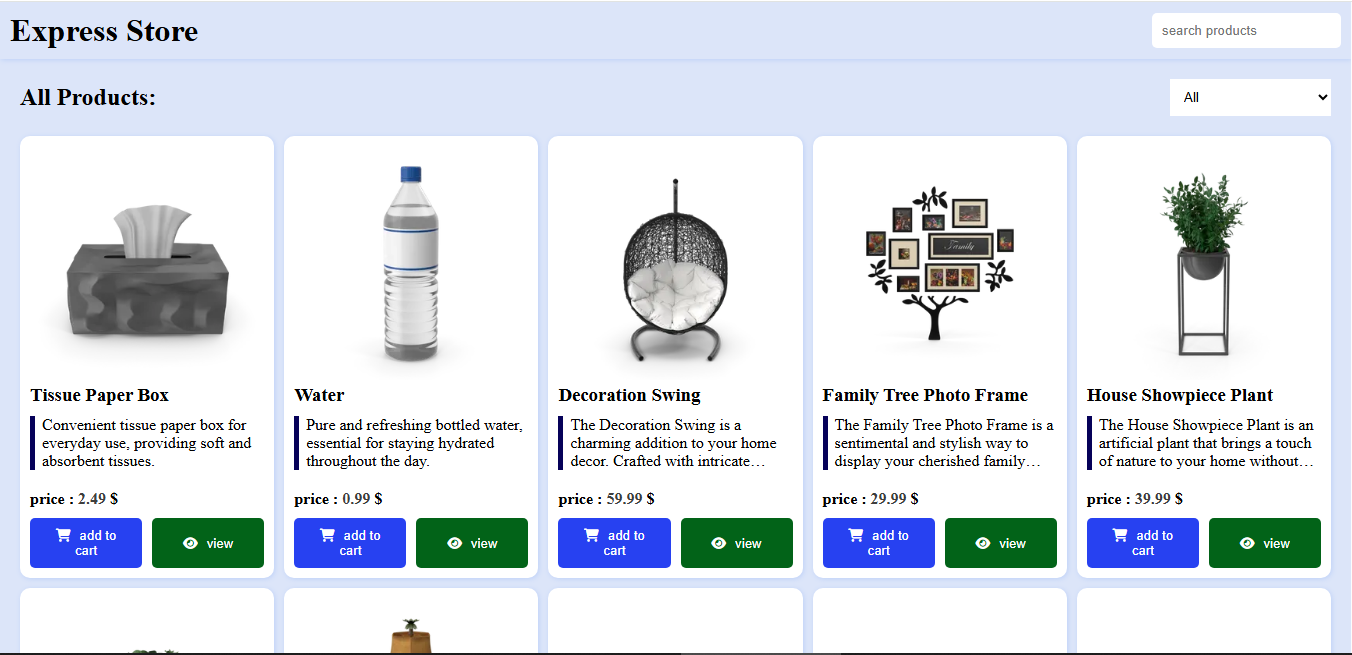 Express Store
search products
All Products:
All
Family
Tissue Paper Box
Convenient tissue paper box for
everyday use, providing soft and
absorbent tissues.
price : 2.49 $
add to
cart
view
Water
Pure and refreshing bottled water,
essential for staying hydrated
throughout the day.
price : 0.99 $
add to
cart
view
Decoration Swing
The Decoration Swing is a
charming addition to your home
decor. Crafted with intricate…
price : 59.99 $
add to
cart
view
Family Tree Photo Frame
The Family Tree Photo Frame is a
sentimental and stylish way to
display your cherished family…
price : 29.99 $
add to
cart
view
House Showpiece Plant
The House Showpiece Plant is an
artificial plant that brings a touch
of nature to your home without…
price : 39.99 $
add to
cart
view